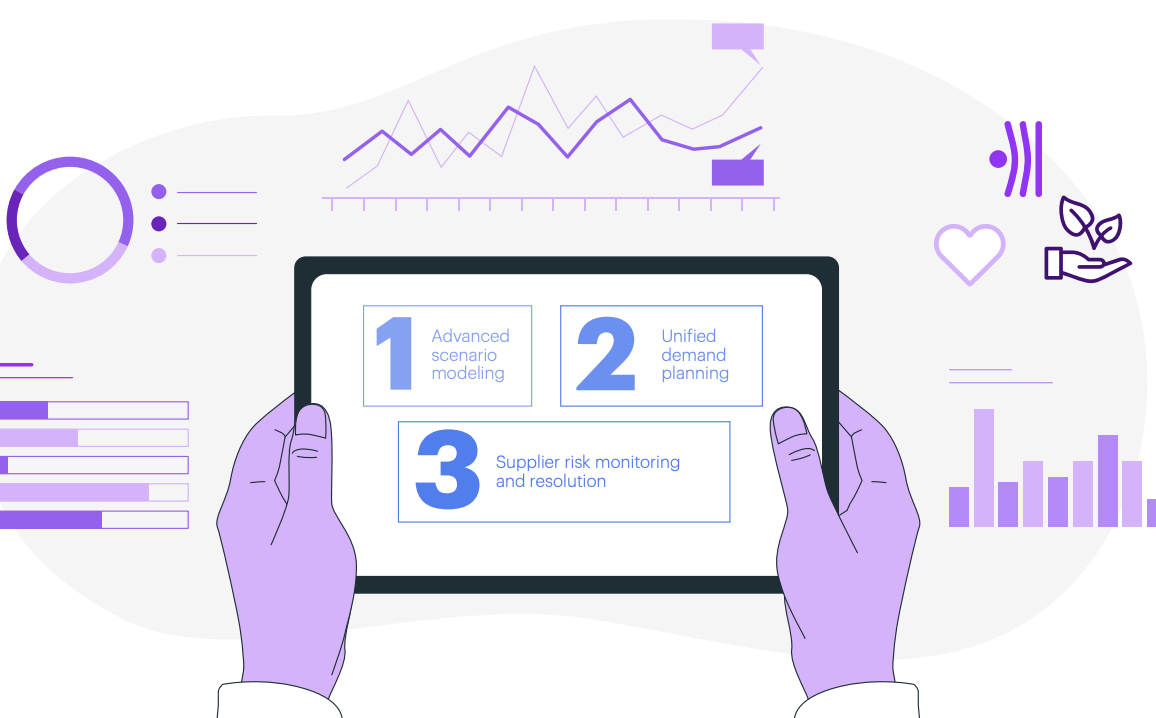 1
Advanced
scenario
modeling
2
Unified
demand
planning
3
Supplier risk monitoring
and resolution